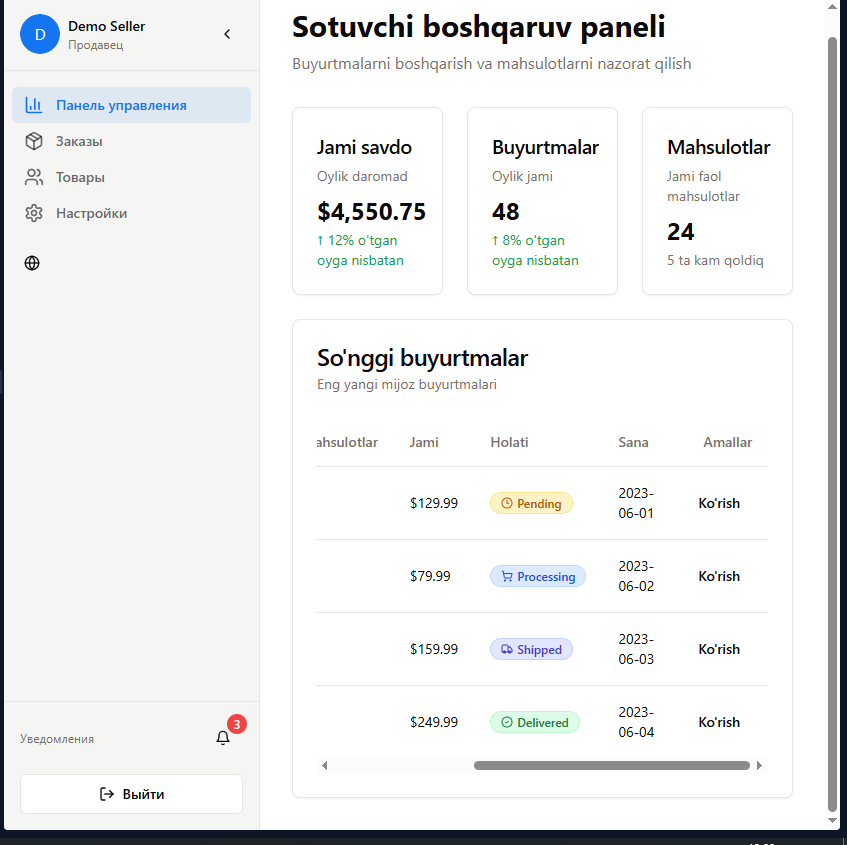 D
Demo Seller
Продавец
Панель управления
Заказы
Товары
Настройки
Уведомления
3
Выйти
Sotuvchi boshqaruv paneli
Buyurtmalarni boshqarish va mahsulotlarni nazorat qilish
Jami savdo
Oylik daromad
$4,550.75
↑ 12% o'tgan
oyga nisbatan
Buyurtmalar
Oylik jami
48
↑ 8% o'tgan
oyga nisbatan
Mahsulotlar
Jami faol
mahsulotlar
24
5 ta kam qoldiq
So'nggi buyurtmalar
Eng yangi mijoz buyurtmalari
ahsulotlar Jami Holati Sana Amallar
$129.99 Pending 2023-
06-01 Ko'rish
$79.99 Processing 2023-
06-02 Ko'rish
$159.99 Shipped 2023-
06-03 Ko'rish
$249.99 Delivered 2023-
06-04 Ko'rish